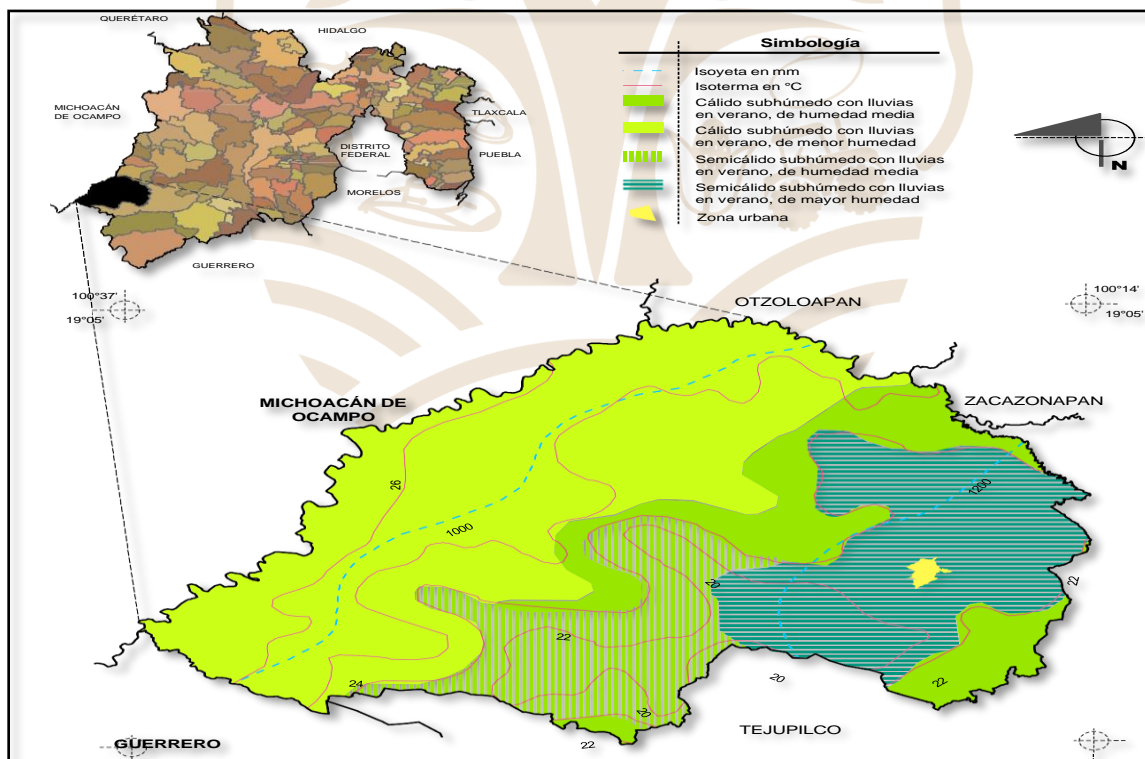 QUERÉTARO
HIDALGO
MICHOACÁN
DE OCAMPO
TLAXCALA
DISTRITO
FEDERAL
PUEBLA
MORELOS
GUERRERO
Simbología
Isoyeta en mm
Isoterma en °C
Cálido subhúmedo con lluvias
en verano, de humedad media
Cálido subhúmedo con lluvias
en verano, de menor humedad
Semicálido subhúmedo con lluvias
en verano, de humedad media
Semicálido subhúmedo con lluvias
en verano, de mayor humedad
Zona urbana
N
100°37'
19°05'
100°14'
19°05'
OTZOLOAPAN
MICHOACÁN DE
OCAMPO
ZACAZONAPAN
26
1000
1200
20
22
22
24
20
22
20
22
TEJUPILCO
GUERRERO